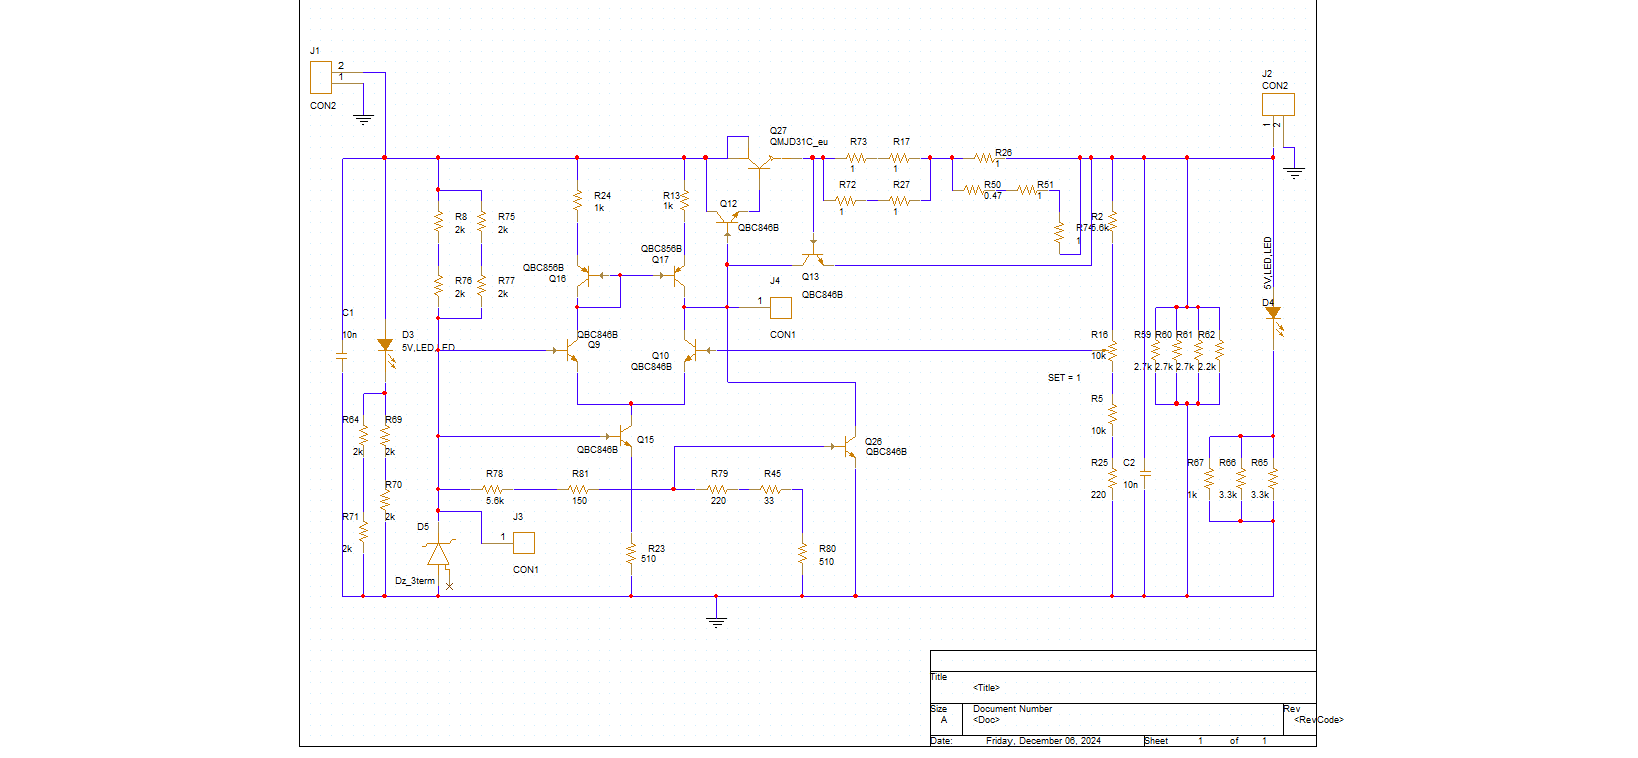 J1
2
1
CON2
J2
CON2
1
2
Q27
QMJD31C_eu
R73
1
R17
1
R26
1
R72
1
R27
1
R50
0.47
R51
1
R74
1
R2
5.6k
R24
1k
R13
1k
Q12
QBC846B
R8
2k
R75
2k
R76
2k
R77
2k
QBC856B
Q16
QBC856B
Q17
Q13
QBC846B
J4
1
CON1
5V,LED,LED
D4
C1
10n
D3
5V,LED,LED
QBC846B
Q9
Q10
QBC846B
R16
10k
SET = 1
R59
2.7k
R60
2.7k
R61
2.7k
R62
2.2k
R5
10k
R64
2k
R69
2k
Q15
QBC846B
Q26
QBC846B
R78
5.6k
R81
150
R79
220
R45
33
R25
220
C2
10n
R67
1k
R66
3.3k
R65
3.3k
R70
2k
R71
2k
D5
Dz_3term
J3
1
CON1
R23
510
R80
510
Title
<Title>
Size
A
Document Number
<Doc>
Rev
<RevCode>
Date:
Friday, December 06, 2024
Sheet
1
of
1